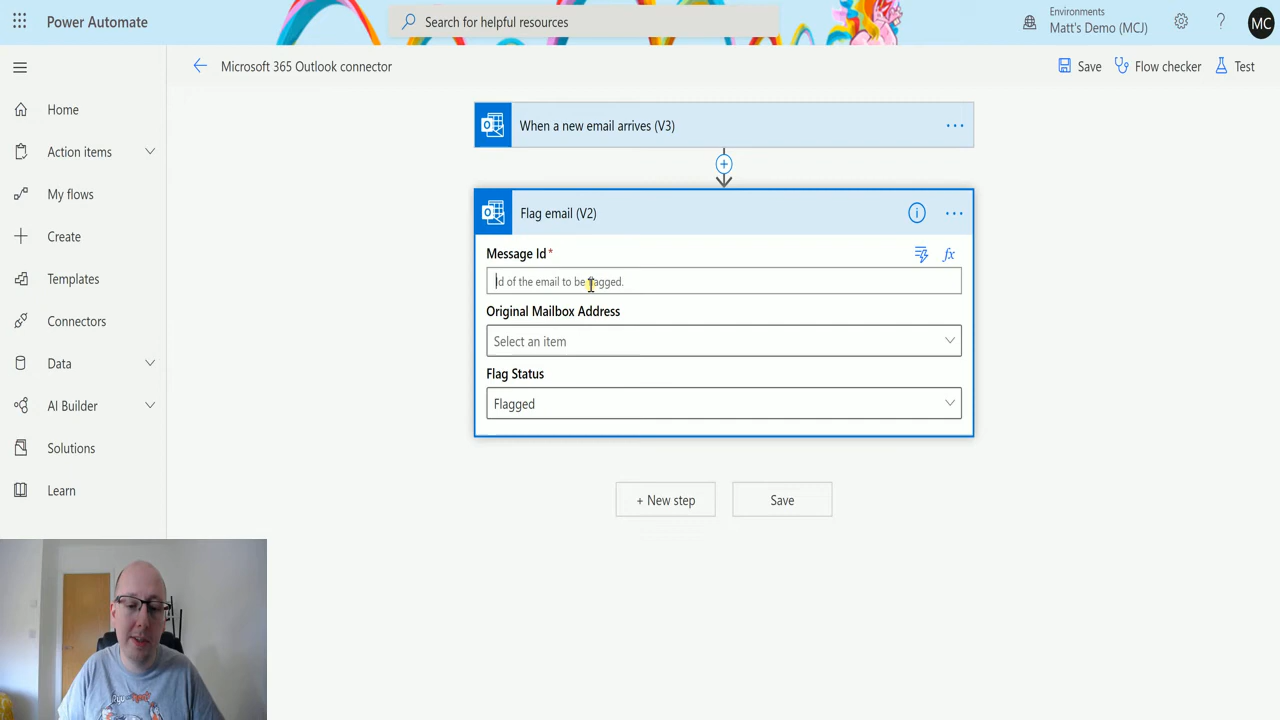 Power Automate
Search for helpful resources
Environments
Matt's Demo (MCJ)
MC
Microsoft 365 Outlook connector
Save
Flow checker
Test
Home
Action items
My flows
Create
Templates
Connectors
Data
AI Builder
Solutions
Learn
When a new email arrives (V3)
Flag email (V2)
Message Id *
fx
Id of the email to be flagged.
Original Mailbox Address
Select an item
Flag Status
Flagged
+ New step
Save